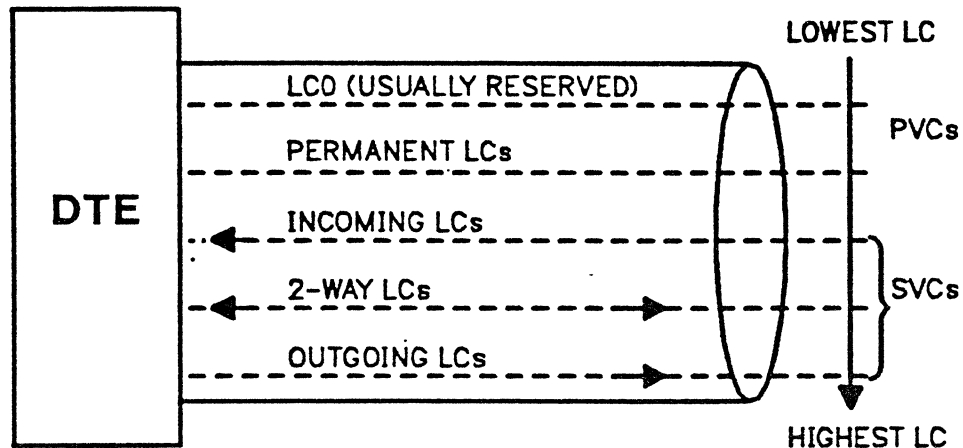 LOWEST LC
LC0 (USUALLY RESERVED)
PVCs
PERMANENT LCs
DTE
INCOMING LCs
2-WAY LCs
SVCs
OUTGOING LCs
HIGHEST LC